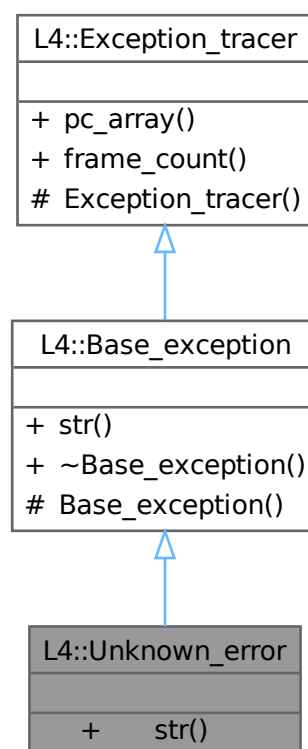 L4::Exception_tracer
+ pc_array()
+ frame_count()
# Exception_tracer()
L4::Base_exception
+ str()
+ ~Base_exception()
# Base_exception()
L4::Unknown_error
+ str()